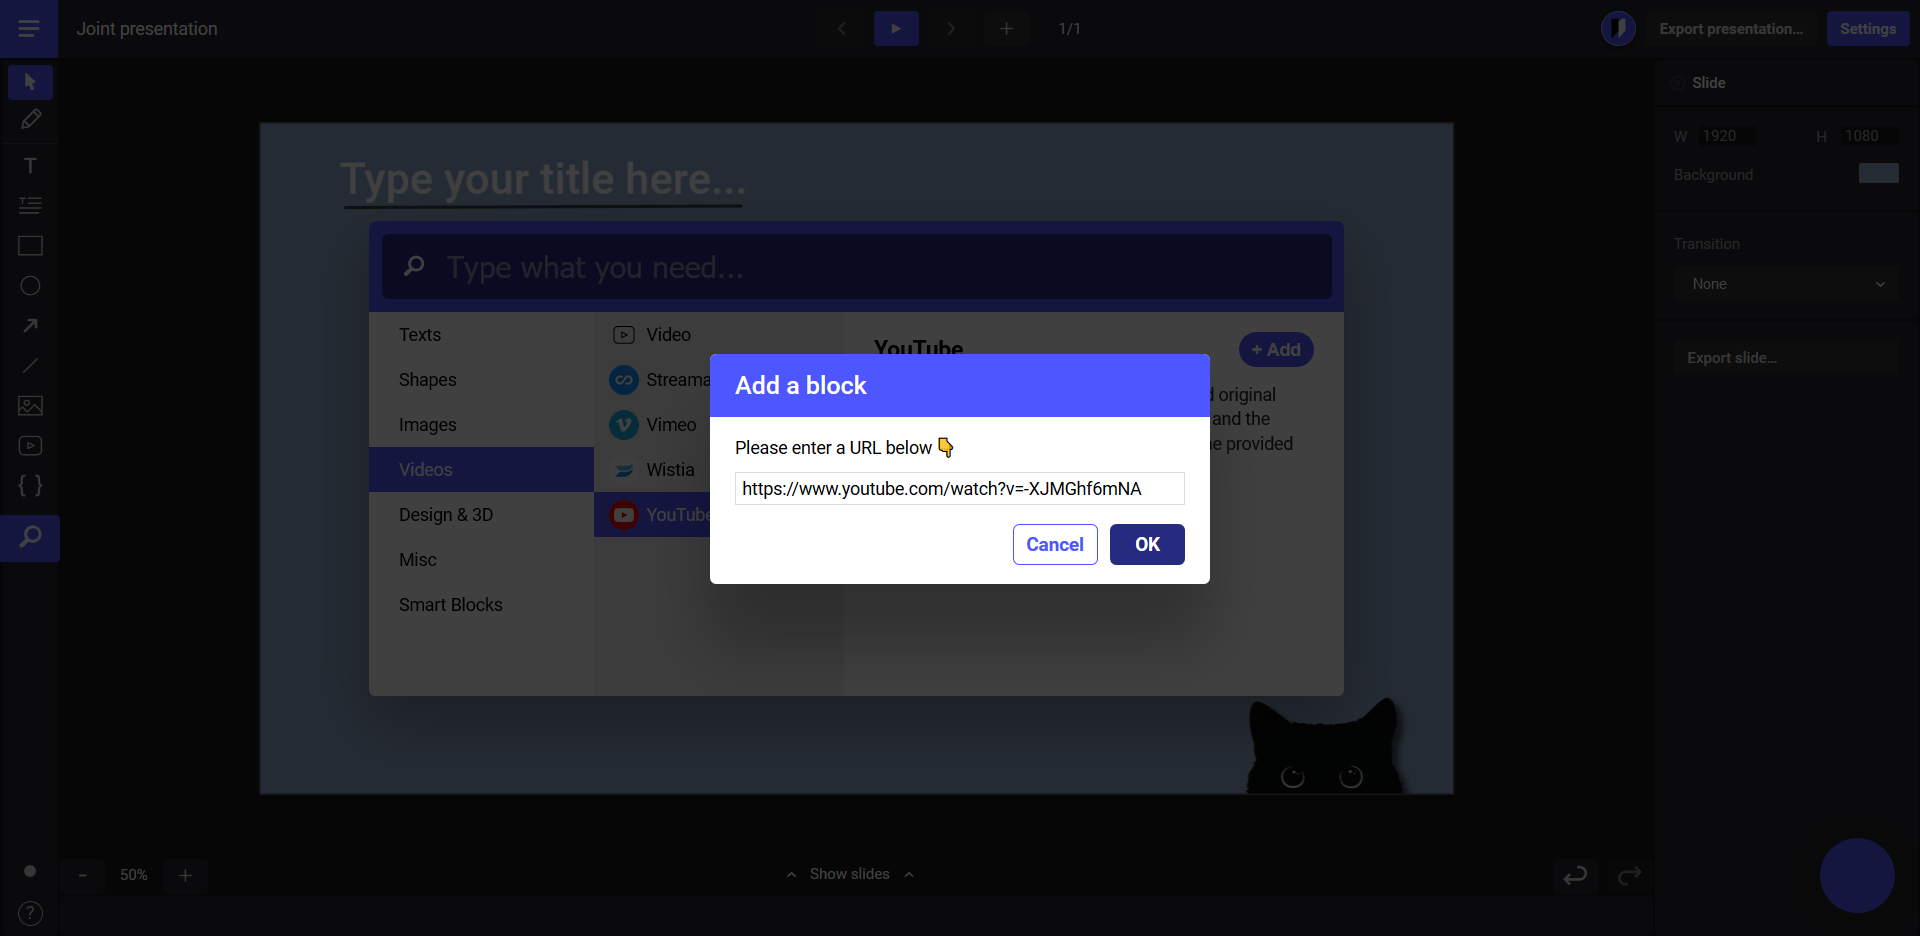 Joint presentation
1/1
Export presentation...
Settings
Slide
W 1920 H 1080
Background
Transition
None
Export slide...
T
T
{ }
Type your title here...
Type what you need...
Texts
Shapes
Images
Videos
Design & 3D
Misc
Smart Blocks
Video
Vimeo
Wistia
YouTube
YouTube
+ Add
original
and the
provided
Add a block
Please enter a URL below 👇
https://www.youtube.com/watch?v=-XJMGhf6mNA
Cancel
OK
- 50% +
Show slides
?